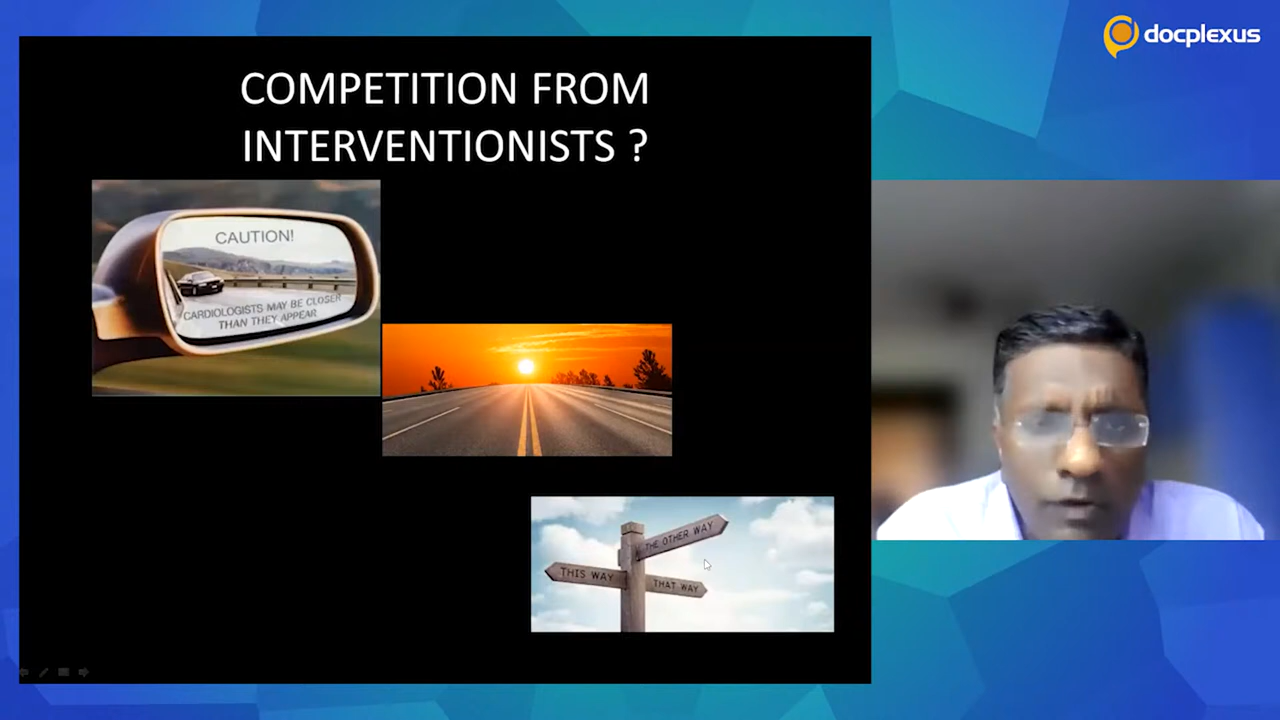 docplexus
COMPETITION FROM
INTERVENTIONISTS ?
CAUTION!
CARDIOLOGISTS MAY BE CLOSER
THAN THEY APPEAR
THE OTHER WAY
THIS WAY
THAT WAY